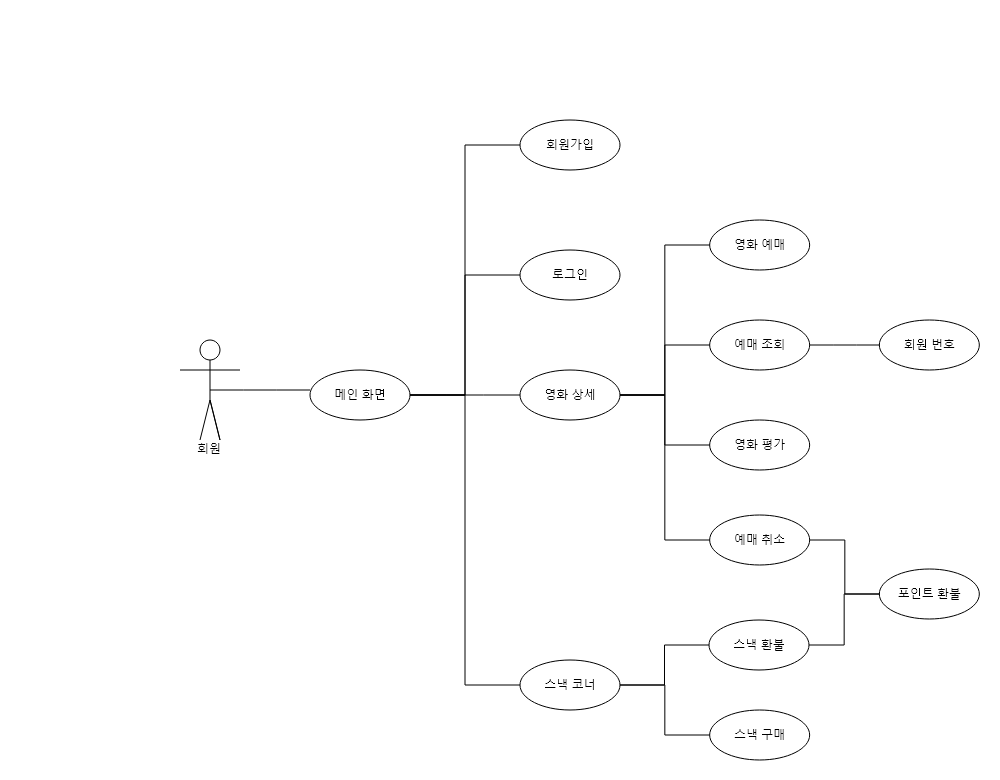 회원가입
영화 예매
로그인
예매 조회
회원 번호
메인 화면
영화 상세
회원
영화 평가
예매 취소
포인트 환불
스낵 환불
스낵 코너
스낵 구매